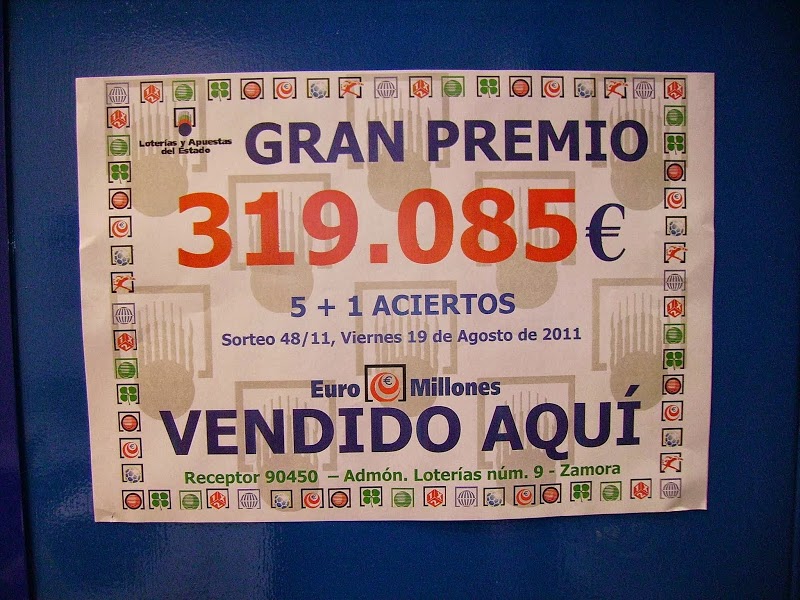 Loterías y Apuestas
del Estado
GRAN PREMIO
319.085€
5 + 1 ACIERTOS
Sorteo 48/11, Viernes 19 de Agosto de 2011
Euro Millones
VENDIDO AQUÍ
Receptor 90450 – Admón. Loterías núm. 9 - Zamora